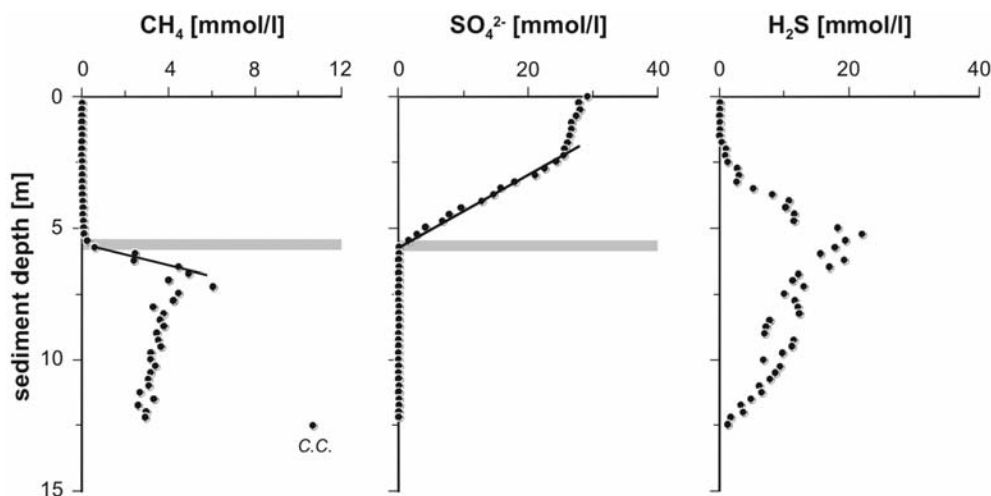 CH₄ [mmol/l] SO₄²⁻ [mmol/l] H₂S [mmol/l]
0 4 8 12 0 20 40 0 20 40
0
5
10
15
sediment depth [m]
C.C.